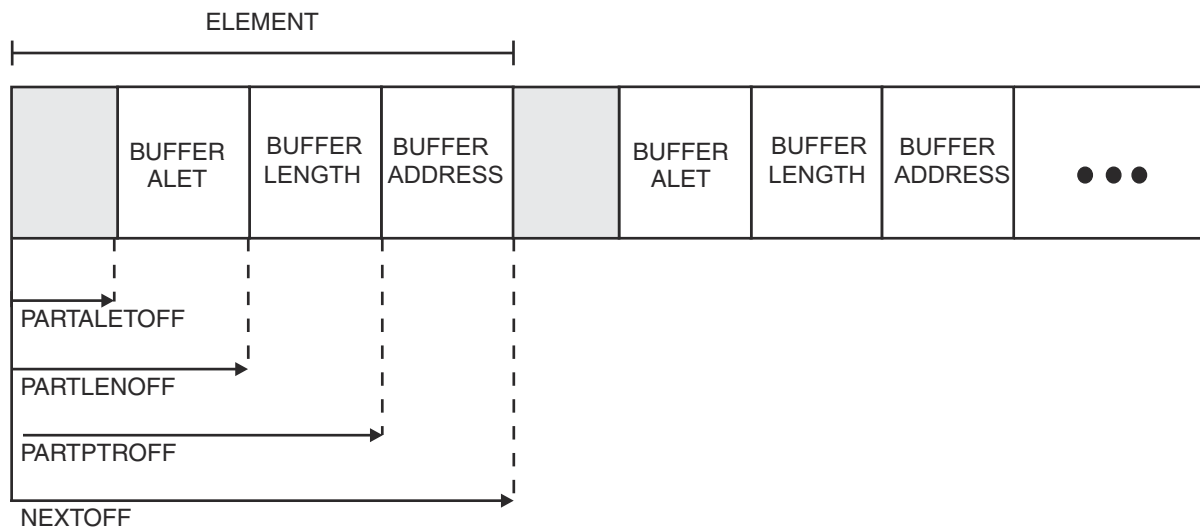 ELEMENT
BUFFER
ALET
BUFFER
LENGTH
BUFFER
ADDRESS
BUFFER
ALET
BUFFER
LENGTH
BUFFER
ADDRESS
PARTALETOFF
PARTLENOFF
PARTPTROFF
NEXTOFF